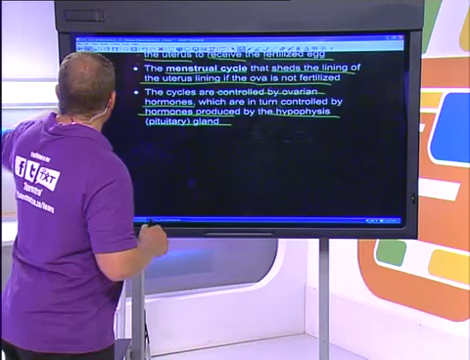 the uterus to receive the fertilized egg
• The menstrual cycle that sheds the lining of
the uterus lining if the ova is not fertilized
• The cycles are controlled by ovarian
hormones, which are in turn controlled by
hormones produced by the hypophysis
(pituitary) gland
f t TXT